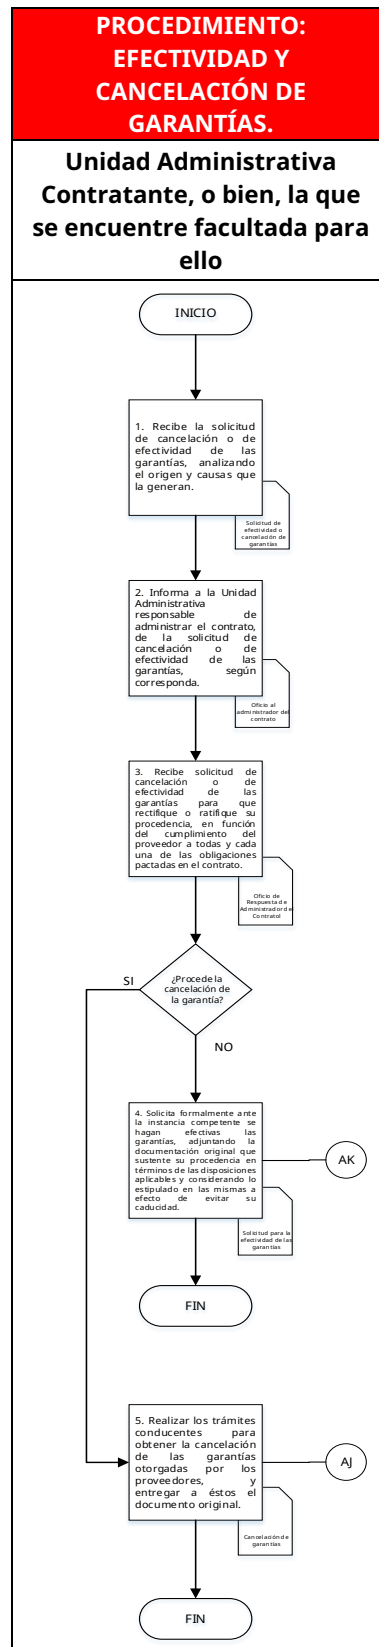 PROCEDIMIENTO:
EFECTIVIDAD Y
CANCELACIÓN DE
GARANTÍAS.
Unidad Administrativa
Contratante, o bien, la que
se encuentre facultada para
ello
INICIO
1. Recibe la solicitud
de cancelación o de
efectividad de las
garantías, analizando
el origen y causas que
la generan.
Solicitud de
efectividad o
cancelación de
garantías
2. Informa a la Unidad
Administrativa
responsable de
administrar el contrato,
de la solicitud de
cancelación o de
efectividad de las
garantías, según
corresponda.
Oficio al
administrador del
contrato
3. Recibe solicitud de
cancelación o de
efectividad de las
garantías para que
rectifique o ratifique su
procedencia, en función
del cumplimiento del
proveedor a todas y cada
una de las obligaciones
pactadas en el contrato.
Oficio de
Respuesta de
Administrador del
Contratol
¿Procede la
cancelación de
la garantía?
SI
NO
4. Solicita formalmente ante
la instancia competente se
hagan efectivas las
garantías, adjuntando la
documentación original que
sustente su procedencia en
términos de las disposiciones
aplicables y considerando lo
estipulado en las mismas a
efecto de evitar su
caducidad.
AK
Solicitud para la
efectividad de las
garantías
FIN
5. Realizar los trámites
conducentes para
obtener la cancelación
de las garantías
otorgadas por los
proveedores, y
entregar a éstos el
documento original.
AJ
Cancelación de
garantías
FIN